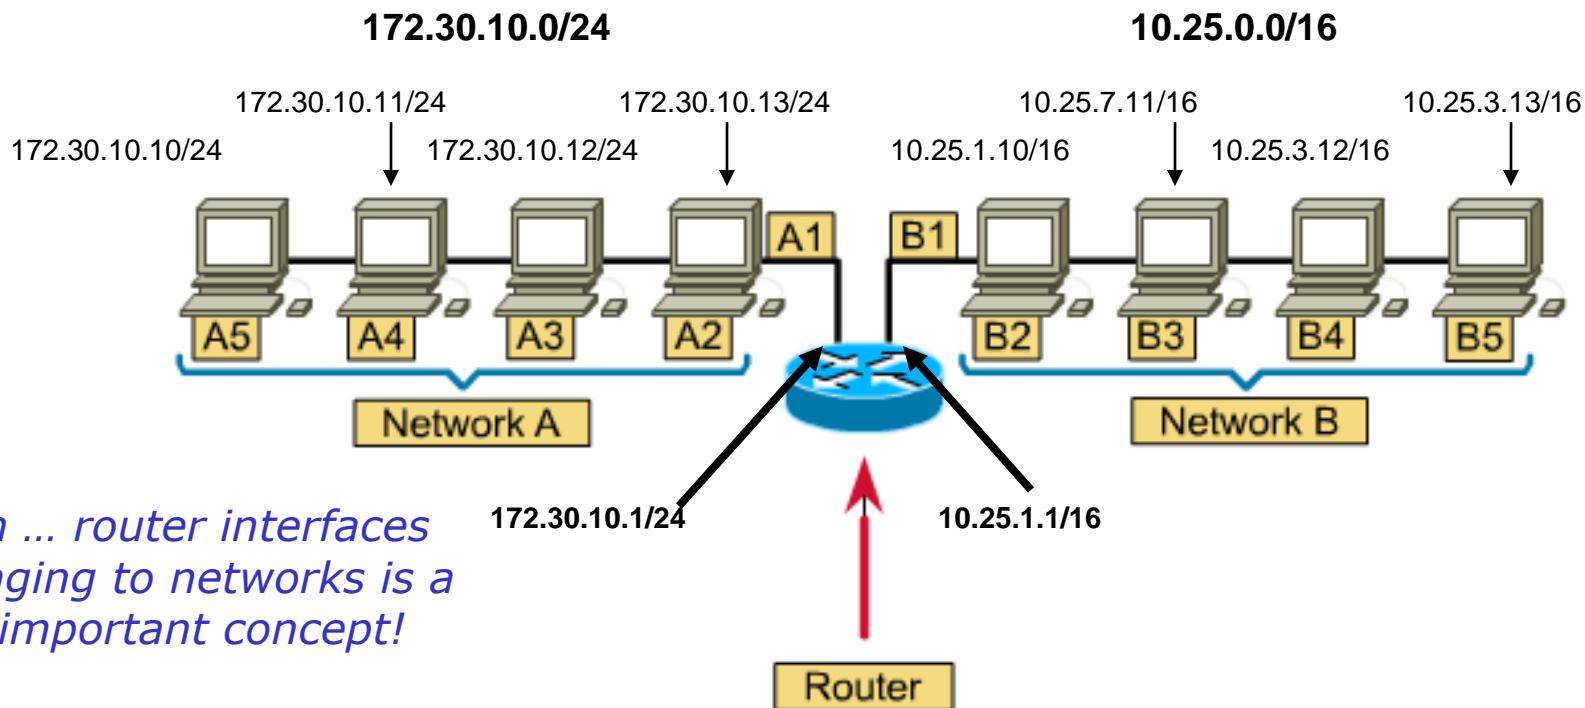 172.30.10.0/24 10.25.0.0/16
172.30.10.11/24 172.30.10.13/24 10.25.7.11/16 10.25.3.13/16
172.30.10.10/24 172.30.10.12/24 10.25.1.10/16 10.25.3.12/16
A1 B1
A5 A4 A3 A2 B2 B3 B4 B5
Network A Network B
172.30.10.1/24 10.25.1.1/16
... router interfaces
to networks is a
important concept!
Router